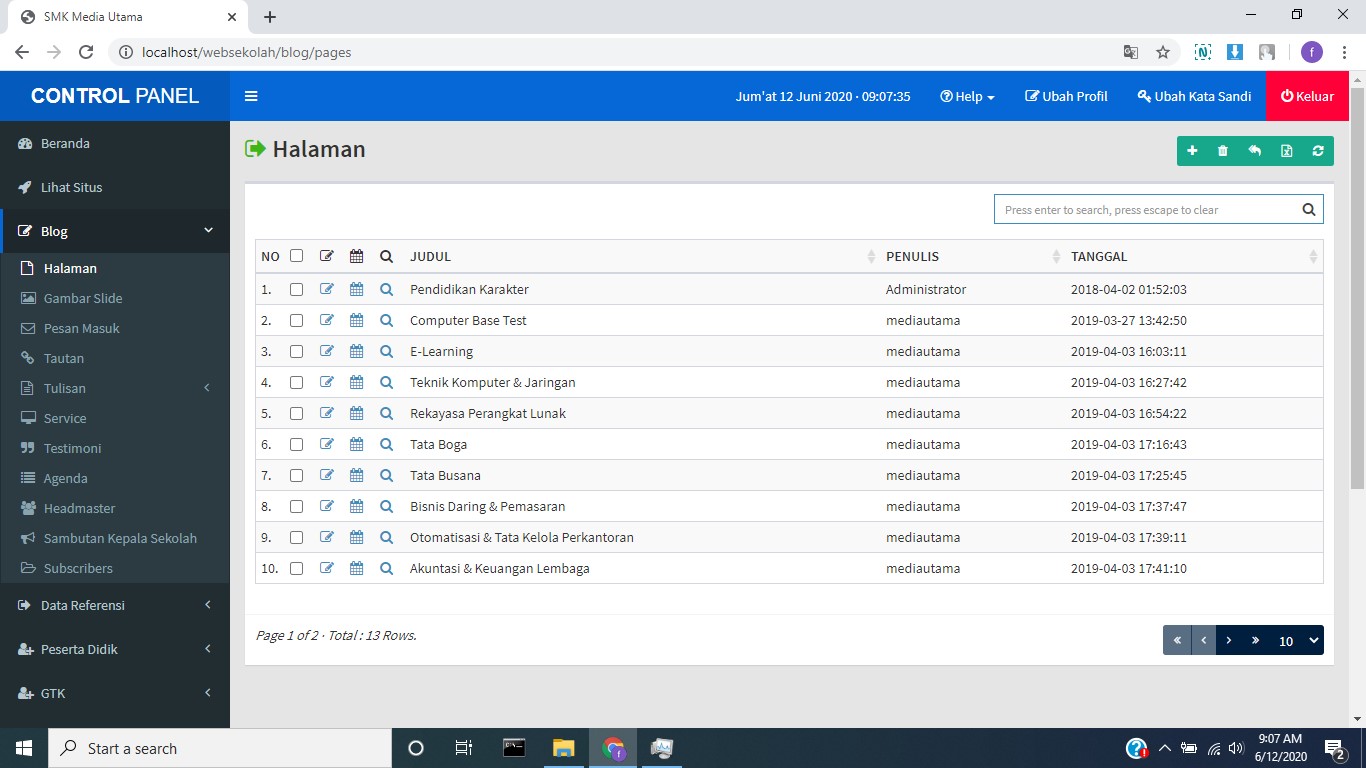 SMK Media Utama
localhost/websekolah/blog/pages
f
CONTROL PANEL
Jum'at 12 Juni 2020 · 09:07:35
Help
Ubah Profil
Ubah Kata Sandi
Keluar
Beranda
Lihat Situs
Blog
Halaman
Gambar Slide
Pesan Masuk
Tautan
Tulisan
Service
Testimoni
Agenda
Headmaster
Sambutan Kepala Sekolah
Subscribers
Data Referensi
Peserta Didik
GTK
Halaman
Press enter to search, press escape to clear
NO JUDUL PENULIS TANGGAL
1. Pendidikan Karakter Administrator 2018-04-02 01:52:03
2. Computer Base Test mediautama 2019-03-27 13:42:50
3. E-Learning mediautama 2019-04-03 16:03:11
4. Teknik Komputer & Jaringan mediautama 2019-04-03 16:27:42
5. Rekayasa Perangkat Lunak mediautama 2019-04-03 16:54:22
6. Tata Boga mediautama 2019-04-03 17:16:43
7. Tata Busana mediautama 2019-04-03 17:25:45
8. Bisnis Daring & Pemasaran mediautama 2019-04-03 17:37:47
9. Otomatisasi & Tata Kelola Perkantoran mediautama 2019-04-03 17:39:11
10. Akuntasi & Keuangan Lembaga mediautama 2019-04-03 17:41:10
Page 1 of 2 · Total : 13 Rows.
« ‹ › » 10
Start a search
f
9:07 AM
6/12/2020
2